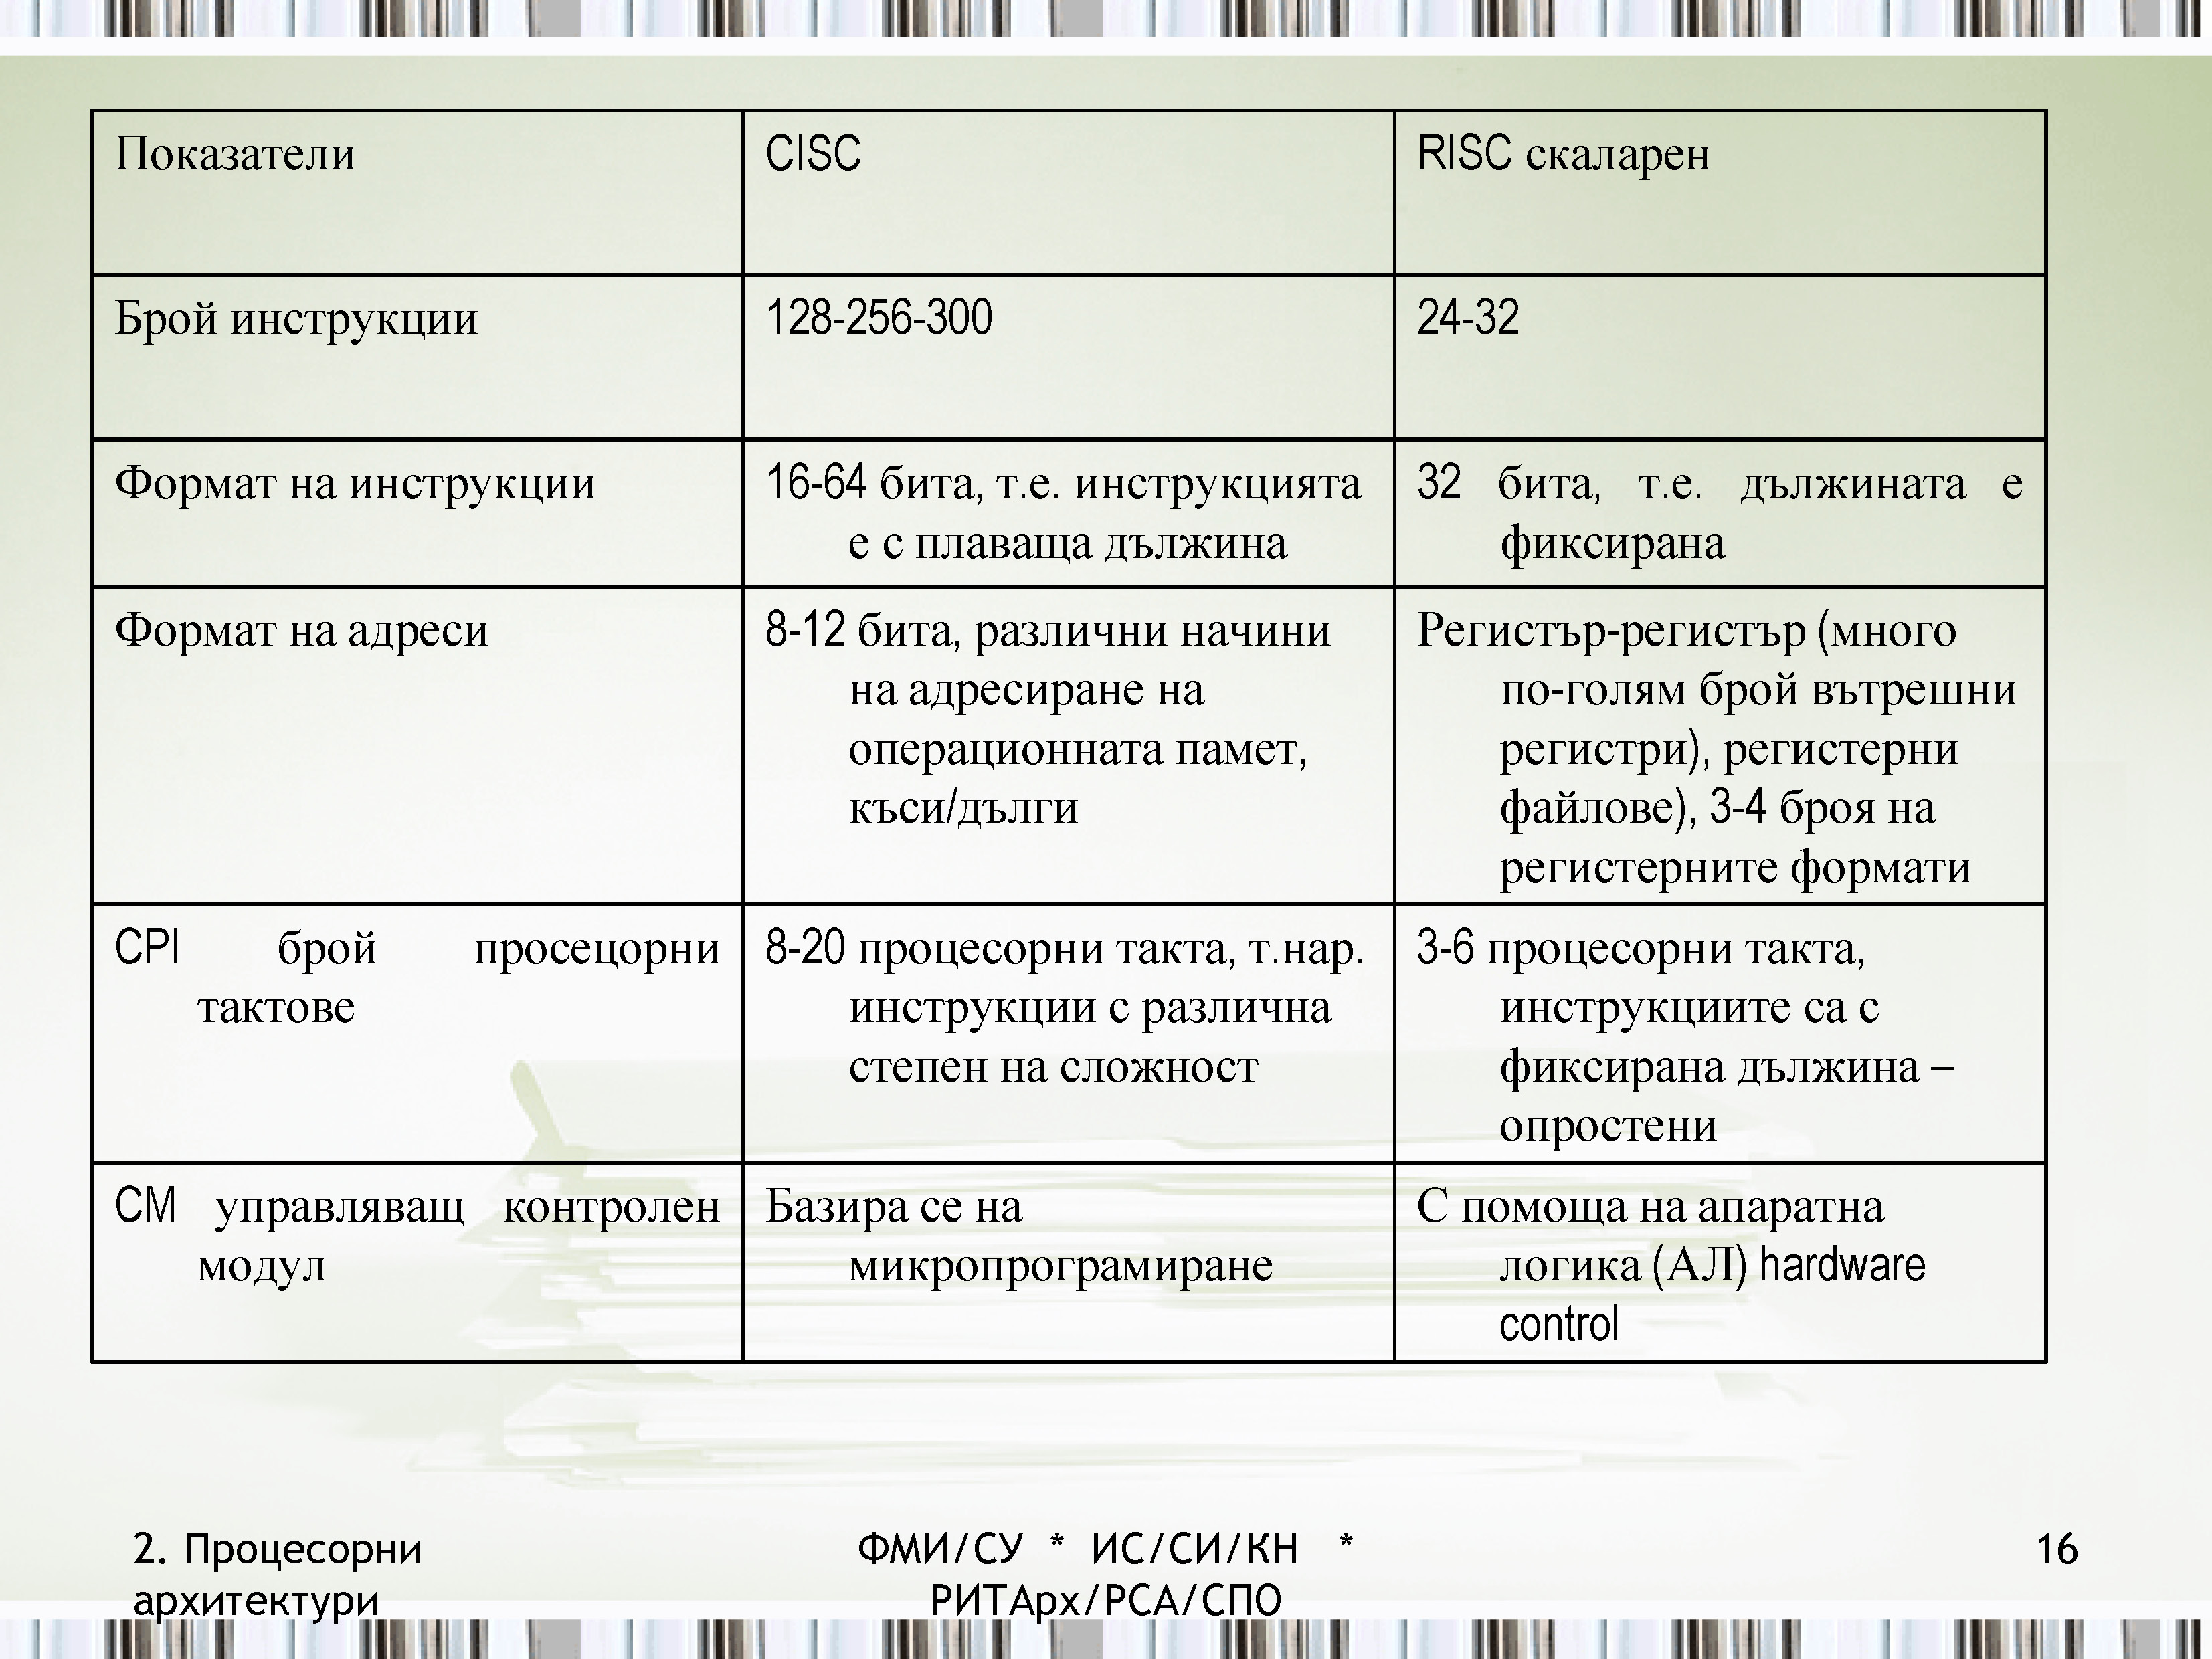 Показатели
CISC
RISC скаларен
Брой инструкции
128-256-300
24-32
Формат на инструкции
16-64 бита, т.е. инструкцията
е с плаваща дължина
32 бита, т.е. дължината е
фиксирана
Формат на адреси
8-12 бита, различни начини
на адресиране на
операционната памет,
къси/дълги
Регистър-регистър (много
по-голям брой вътрешни
регистри), регистерни
файлове), 3-4 броя на
регистерните формати
CPI брой просецорни
тактове
8-20 процесорни такта, т.нар.
инструкции с различна
степен на сложност
3-6 процесорни такта,
инструкциите са с
фиксирана дължина –
опростени
CM управляващ контролен
модул
Базира се на
микропрограмиране
С помоща на апаратна
логика (АЛ) hardware
control
2. Процесорни
архитектури
ФМИ/СУ * ИС/СИ/КН *
РИТАрх/РСА/СПО
16